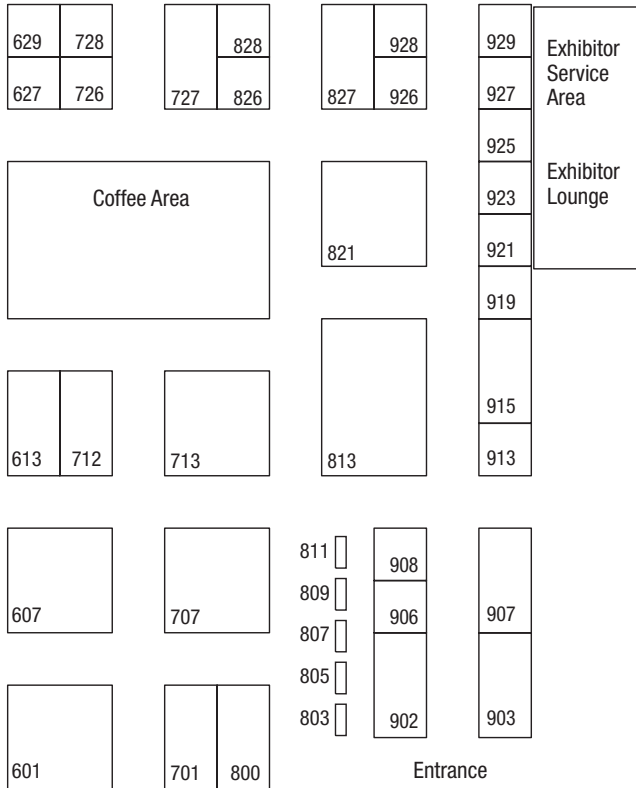 629 728 828 928 929
627 726 727 826 827 926 927
Exhibitor
Service
Area
925
Exhibitor
Lounge
Coffee Area
923
821
921
919
915
613 712 713 813 913
811 908
809
607 707 906 907
807
805
803 902 903
601 701 800 Entrance